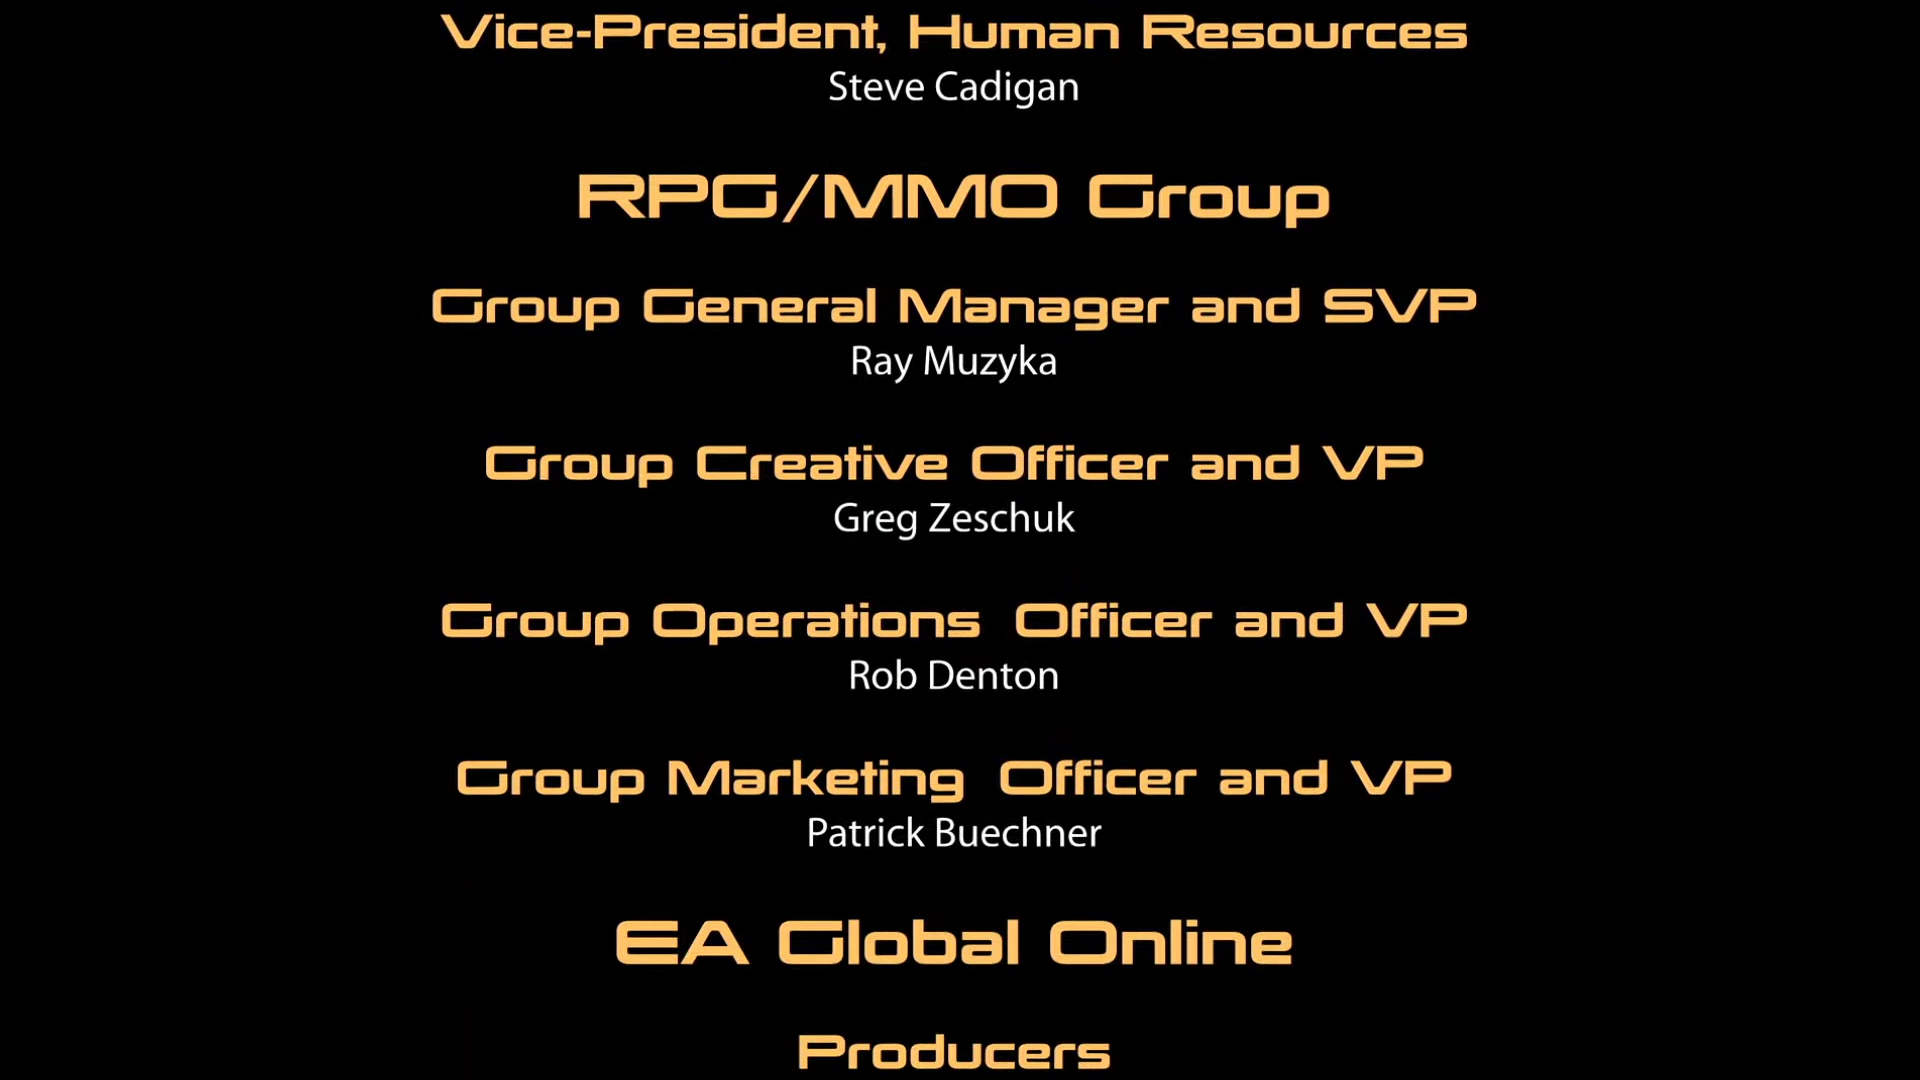 Vice-President, Human Resources
Steve Cadigan
RPG/MMO Group
Group General Manager and SVP
Ray Muzyka
Group Creative Officer and VP
Greg Zeschuk
Group Operations Officer and VP
Rob Denton
Group Marketing Officer and VP
Patrick Buechner
EA Global Online
Producers